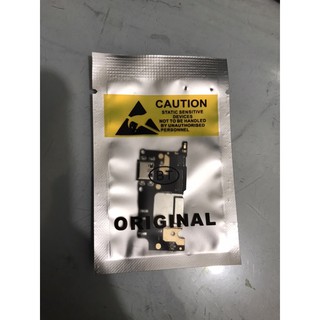 CAUTION
STATIC SENSITIVE
DEVICES
NOT TO BE HANDLED
BY UNAUTHORISED
PERSONNEL
ORIGINAL